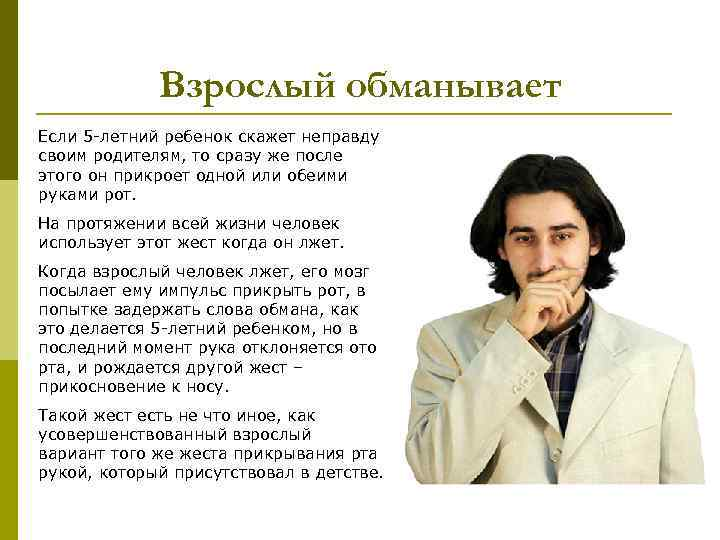 Взрослый обманывает
Если 5-летний ребенок скажет неправду
своим родителям, то сразу же после
этого он прикроет одной или обеими
руками рот.
На протяжении всей жизни человек
использует этот жест когда он лжет.
Когда взрослый человек лжет, его мозг
посылает ему импульс прикрыть рот, в
попытке задержать слова обмана, как
это делается 5-летний ребенком, но в
последний момент рука отклоняется ото
рта, и рождается другой жест –
прикосновение к носу.
Такой жест есть не что иное, как
усовершенствованный взрослый
вариант того же жеста прикрывания рта
рукой, который присутствовал в детстве.